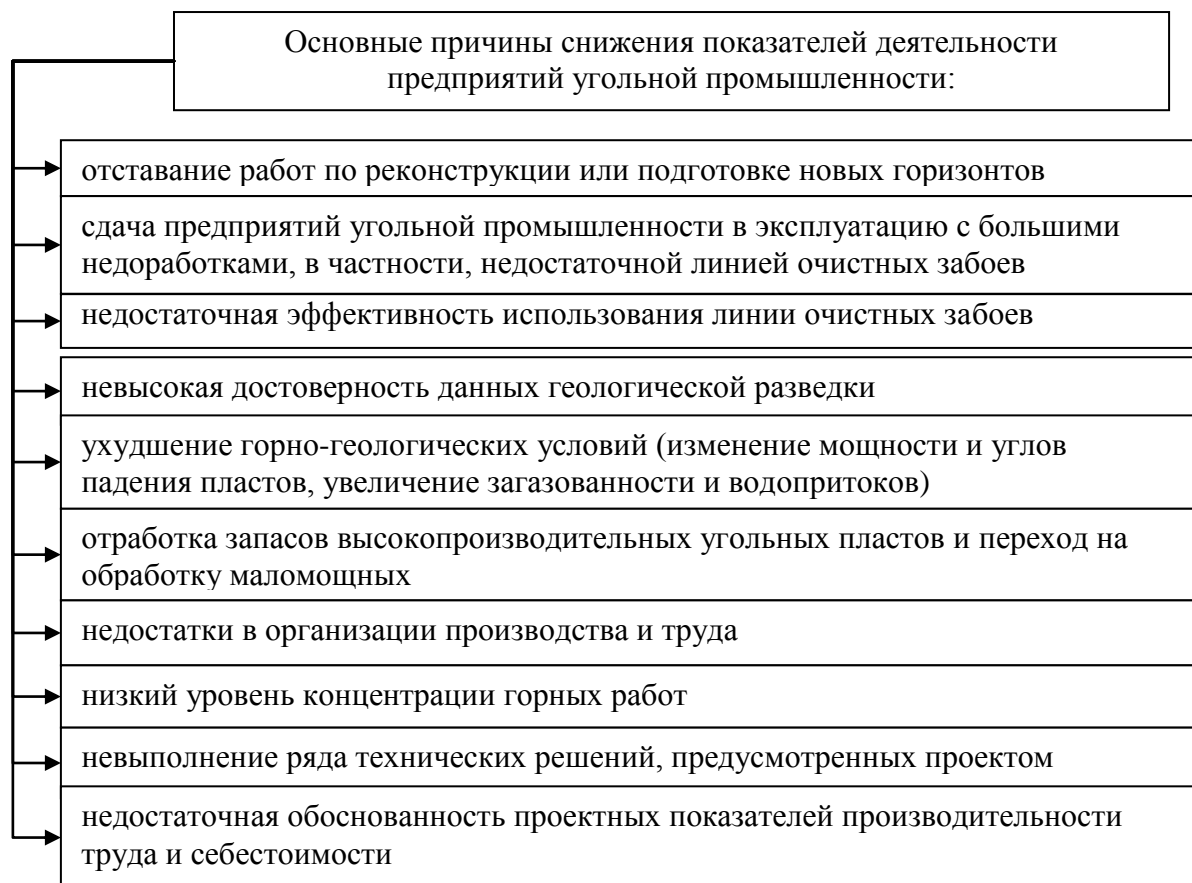 Основные причины снижения показателей деятельности
предприятий угольной промышленности:
отставание работ по реконструкции или подготовке новых горизонтов
сдача предприятий угольной промышленности в эксплуатацию с большими
недоработками, в частности, недостаточной линией очистных забоев
недостаточная эффективность использования линии очистных забоев
невысокая достоверность данных геологической разведки
ухудшение горно-геологических условий (изменение мощности и углов
падения пластов, увеличение загазованности и водопритоков)
отработка запасов высокопроизводительных угольных пластов и переход на
обработку маломощных
недостатки в организации производства и труда
низкий уровень концентрации горных работ
невыполнение ряда технических решений, предусмотренных проектом
недостаточная обоснованность проектных показателей производительности
труда и себестоимости